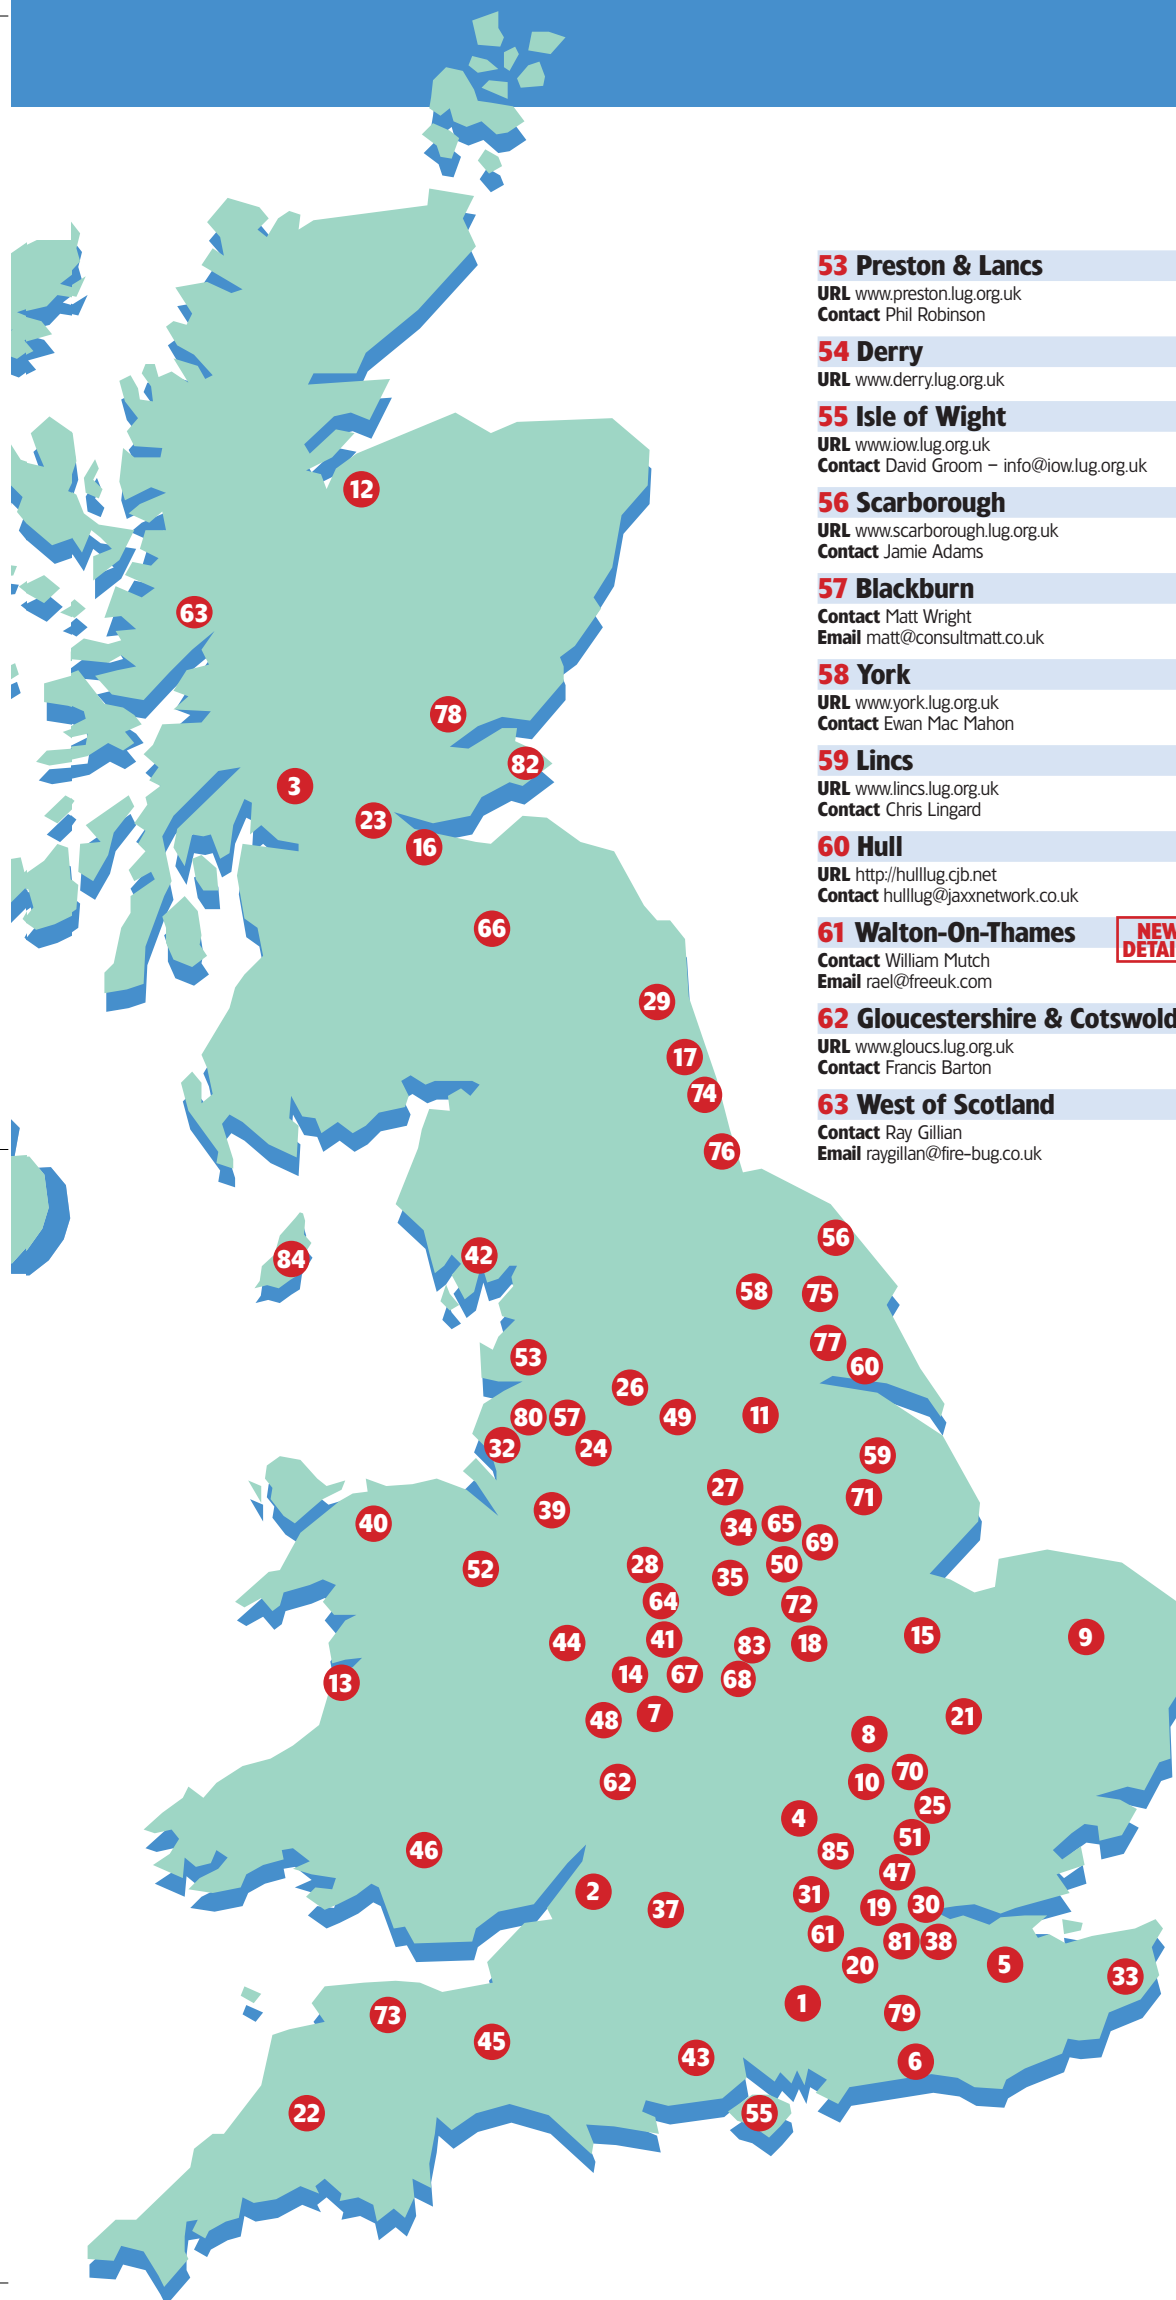 53 Preston & Lancs
URL www.preston.lug.org.uk
Contact Phil Robinson
54 Derry
URL www.derry.lug.org.uk
55 Isle of Wight
URL www.iow.lug.org.uk
Contact David Groom – info@iow.lug.org.uk
56 Scarborough
URL www.scarborough.lug.org.uk
Contact Jamie Adams
57 Blackburn
Contact Matt Wright
Email matt@consultmatt.co.uk
58 York
URL www.york.lug.org.uk
Contact Ewan Mac Mahon
59 Lincs
URL www.lincs.lug.org.uk
Contact Chris Lingard
60 Hull
URL http://hulllug.cjb.net
Contact hulllug@jaxxnetwork.co.uk
61 Walton-On-Thames
NEW
DETAI
Contact William Mutch
Email rael@freeuk.com
62 Gloucestershire & Cotswold
URL www.gloucs.lug.org.uk
Contact Francis Barton
63 West of Scotland
Contact Ray Gillian
Email raygillan@fire-bug.co.uk
12
63
78
82
3
23
16
66
29
17
74
76
84
42
56
58
75
77
60
53
26
80
57
49
11
32
24
59
27
71
39
40
34
65
69
52
28
35
50
64
72
44
41
83
18
15
9
13
14
67
68
48
7
21
8
62
10
70
25
4
51
46
85
47
2
31
37
19
30
61
81
38
20
5
33
1
79
73
45
43
6
22
55